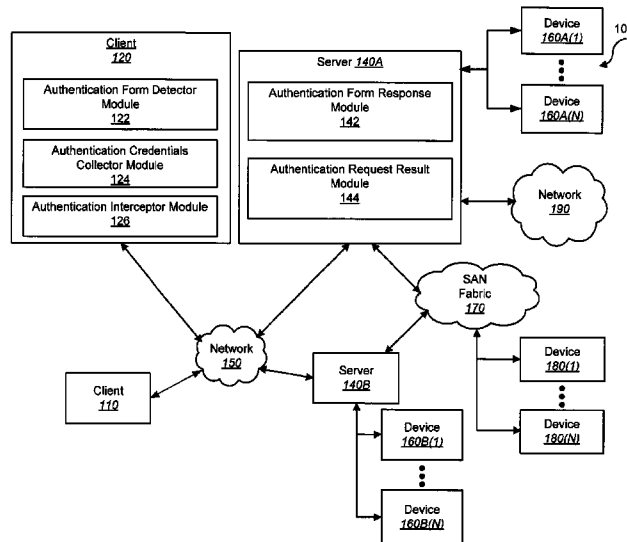 Client
120
Authentication Form Detector
Module
122
Authentication Credentials
Collector Module
124
Authentication Interceptor Module
126
Server 140A
Authentication Form Response
Module
142
Authentication Request Result
Module
144
Device
160A(1)
Device
160A(N)
10
Network
190
SAN
Fabric
170
Network
150
Client
110
Server
140B
Device
160B(1)
Device
160B(N)
Device
180(1)
Device
180(N)